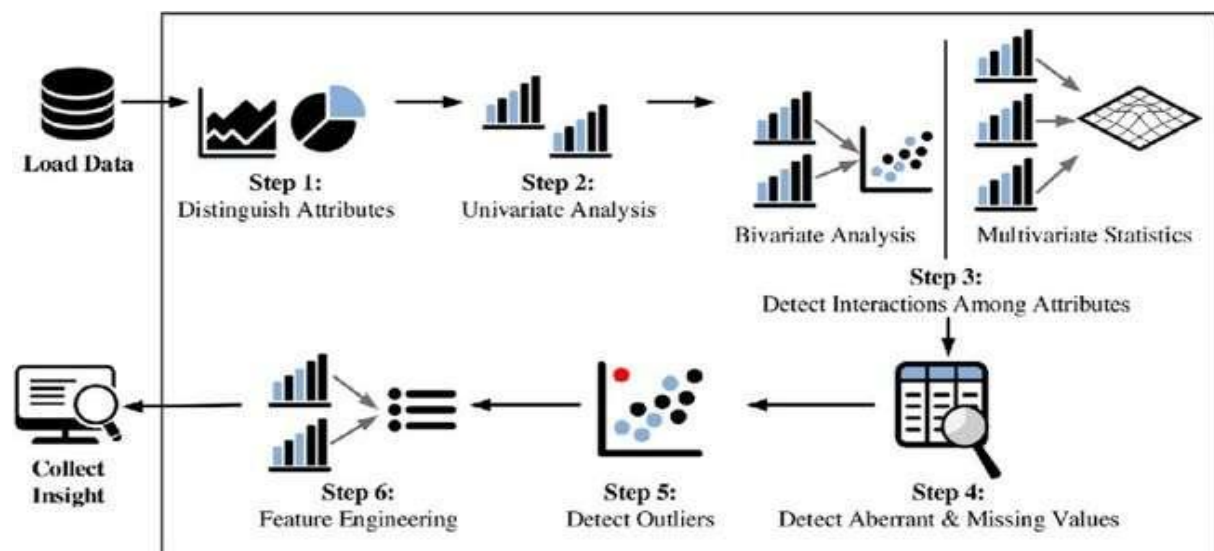 Load Data
Step 1:
Distinguish Attributes
Step 2:
Univariate Analysis
Bivariate Analysis
Multivariate Statistics
Step 3:
Detect Interactions Among Attributes
Collect
Insight
Step 6:
Feature Engineering
Step 5:
Detect Outliers
Step 4:
Detect Aberrant & Missing Values